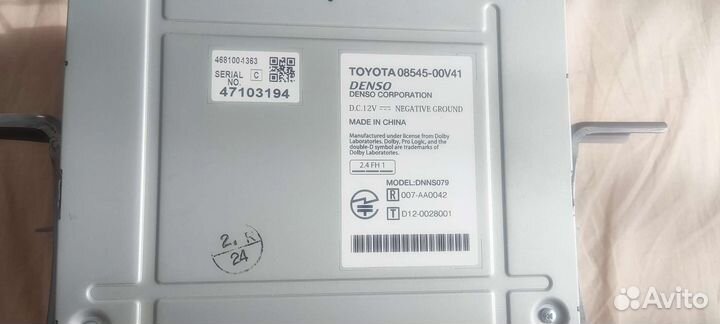 4681004363
SERIAL C
NO.
47103194
TOYOTA 08545-00V41
DENSO
DENSO CORPORATION
D.C.12V NEGATIVE GROUND
MADE IN CHINA
Manufactured under license from Dolby
Laboratories. Dolby, Pro Logic, and the
double-D symbol are trademarks of
Dolby Laboratories.
2.4 FH 1
MODEL: DNNS079
R 007-AA0042
T D12-0028001
24
Avito